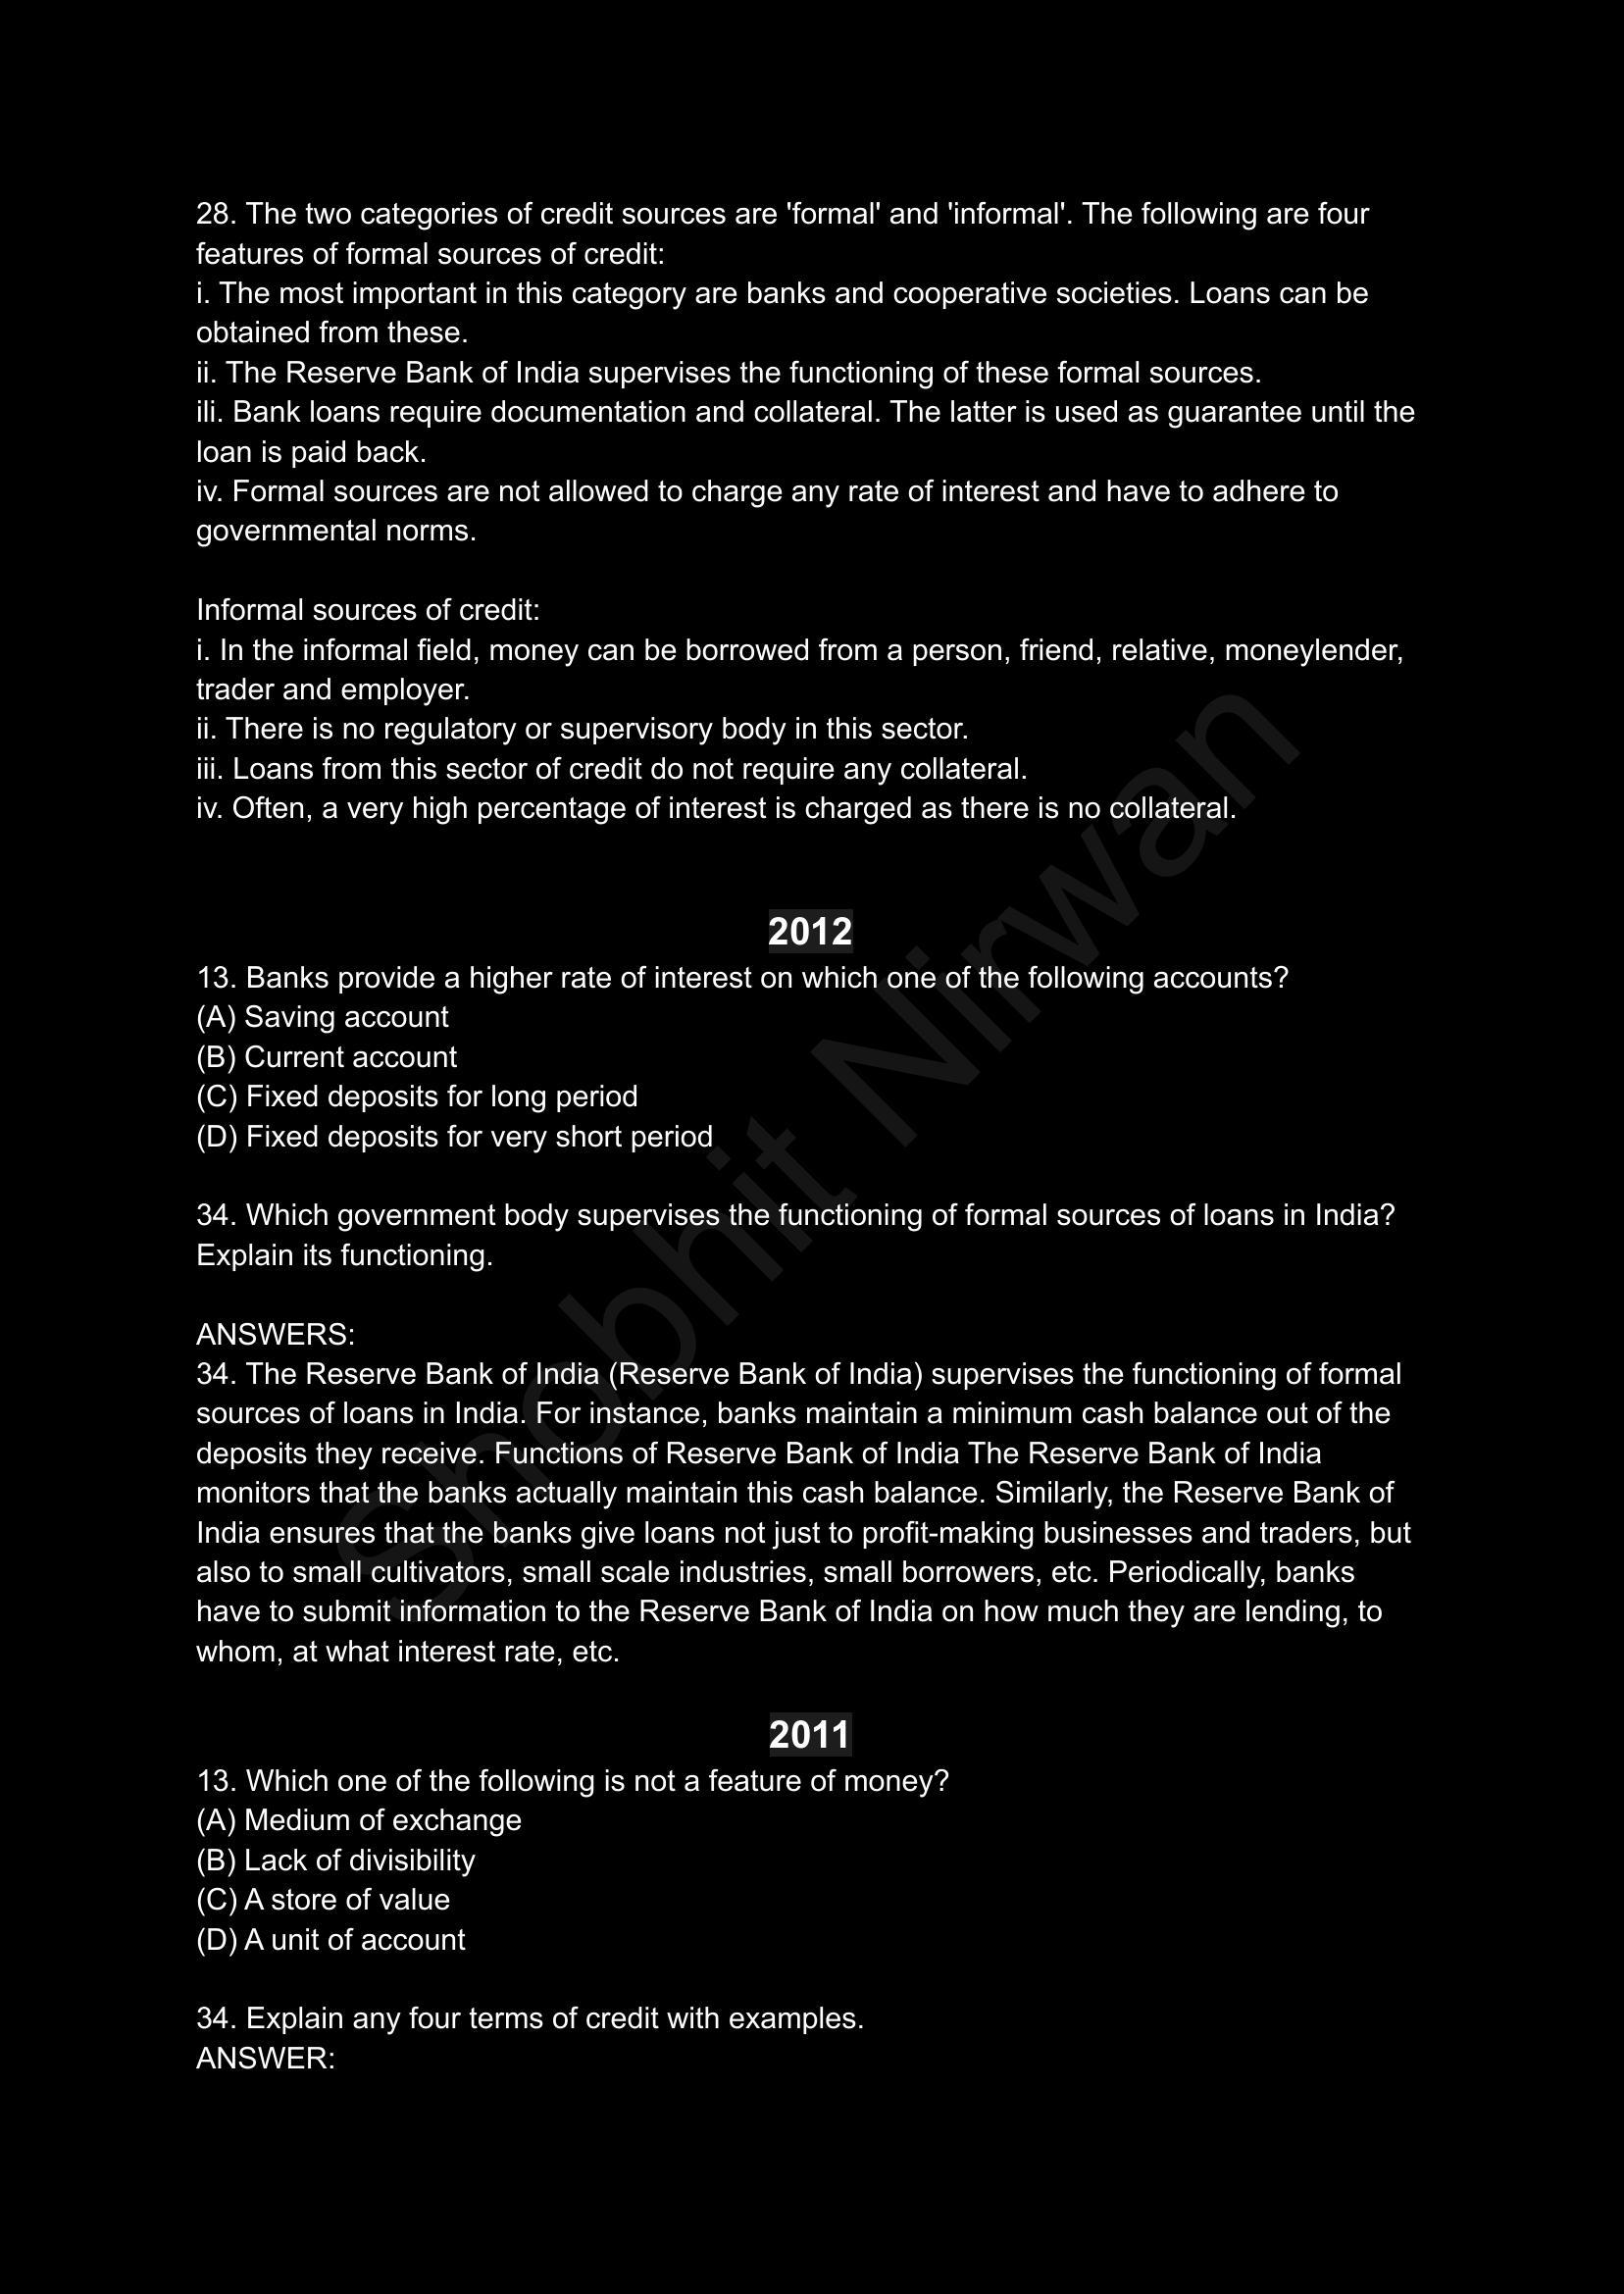 28. The two categories of credit sources are 'formal' and 'informal'. The following are four
features of formal sources of credit:
i. The most important in this category are banks and cooperative societies. Loans can be
obtained from these.
ii. The Reserve Bank of India supervises the functioning of these formal sources.
ili. Bank loans require documentation and collateral. The latter is used as guarantee until the
loan is paid back.
iv. Formal sources are not allowed to charge any rate of interest and have to adhere to
governmental norms.
Informal sources of credit:
i. In the informal field, money can be borrowed from a person, friend, relative, moneylender,
trader and employer.
ii. There is no regulatory or supervisory body in this sector.
iii. Loans from this sector of credit do not require any collateral.
iv. Often, a very high percentage of interest is charged as there is no collateral.
2012
13. Banks provide a higher rate of interest on which one of the following accounts?
(A) Saving account
(B) Current account
(C) Fixed deposits for long period
(D) Fixed deposits for very short period
34. Which government body supervises the functioning of formal sources of loans in India?
Explain its functioning.
ANSWERS:
34. The Reserve Bank of India (Reserve Bank of India) supervises the functioning of formal
sources of loans in India. For instance, banks maintain a minimum cash balance out of the
deposits they receive. Functions of Reserve Bank of India The Reserve Bank of India
monitors that the banks actually maintain this cash balance. Similarly, the Reserve Bank of
India ensures that the banks give loans not just to profit-making businesses and traders, but
also to small cultivators, small scale industries, small borrowers, etc. Periodically, banks
have to submit information to the Reserve Bank of India on how much they are lending, to
whom, at what interest rate, etc.
2011
13. Which one of the following is not a feature of money?
(A) Medium of exchange
(B) Lack of divisibility
(C) A store of value
(D) A unit of account
34. Explain any four terms of credit with examples.
ANSWER:
Shobhit Nirwan